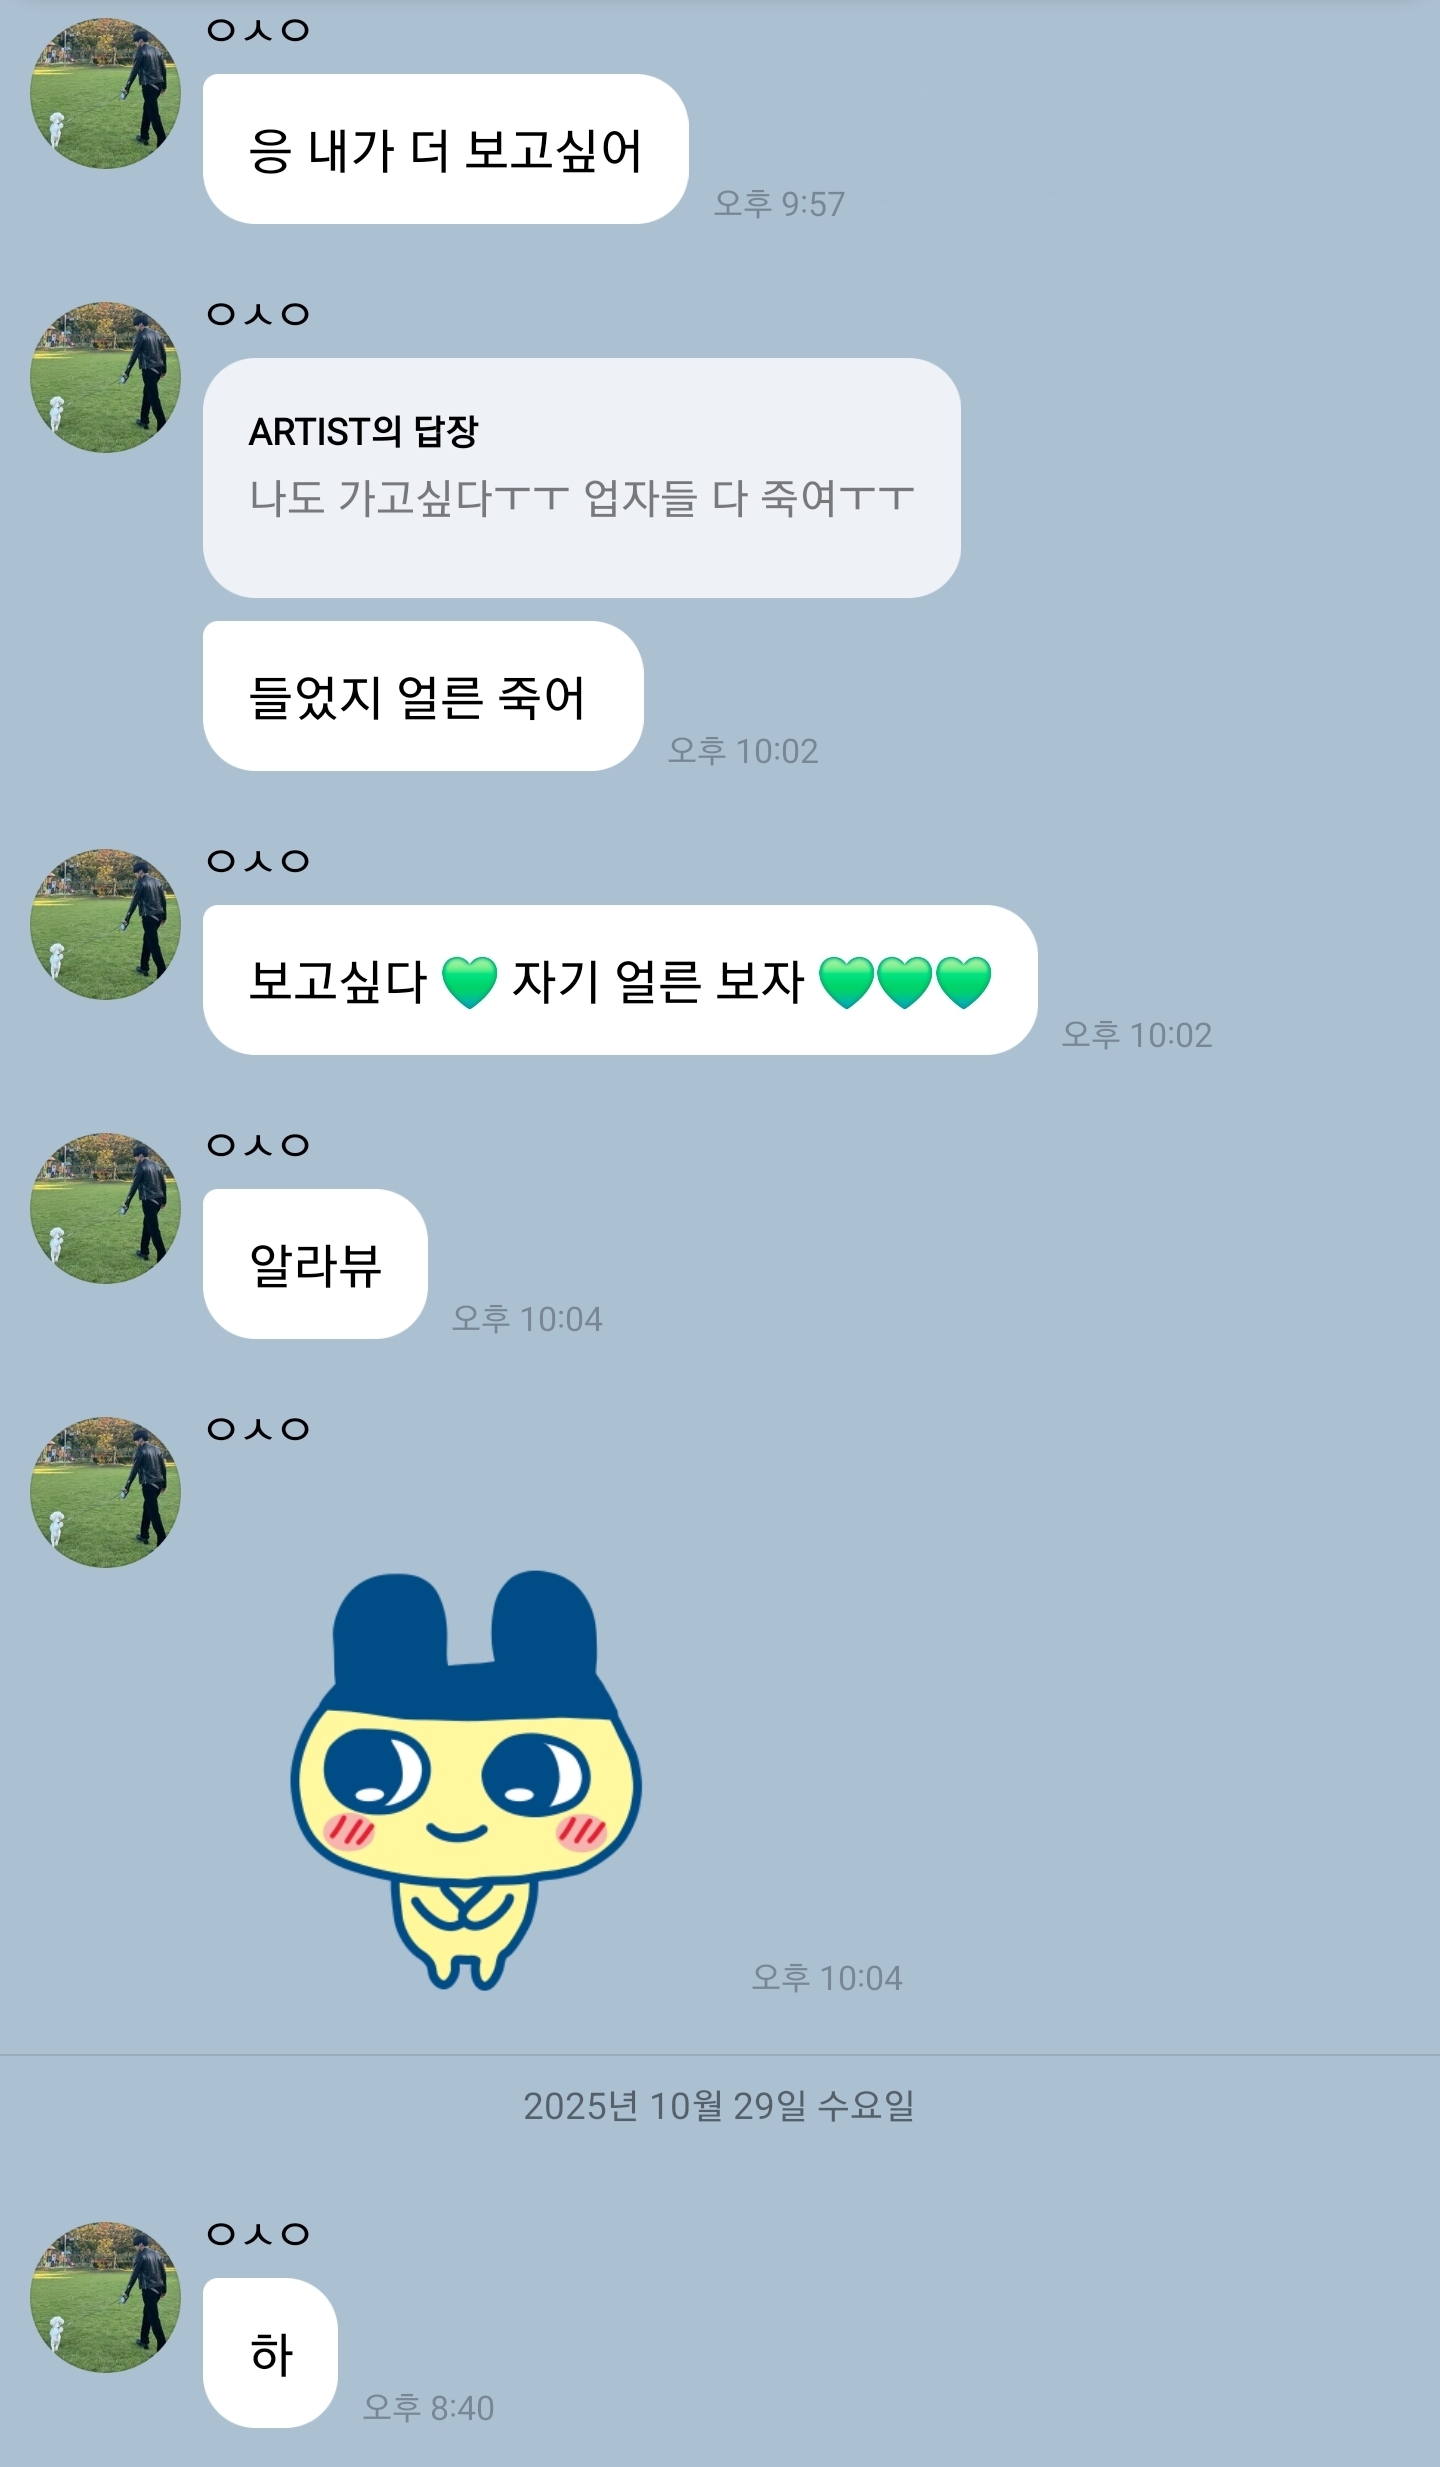 ㅇㅅㅇ
응 내가 더 보고싶어
오후 9:57
ㅇㅅㅇ
ARTIST의 답장
나도 가고싶다ㅜㅜ 업자들 다 죽여ㅜㅜ
들었지 얼른 죽어
오후 10:02
ㅇㅅㅇ
보고싶다 💚 자기 얼른 보자 💚💚💚
오후 10:02
ㅇㅅㅇ
알라뷰
오후 10:04
ㅇㅅㅇ
오후 10:04
2025년 10월 29일 수요일
ㅇㅅㅇ
하
오후 8:40